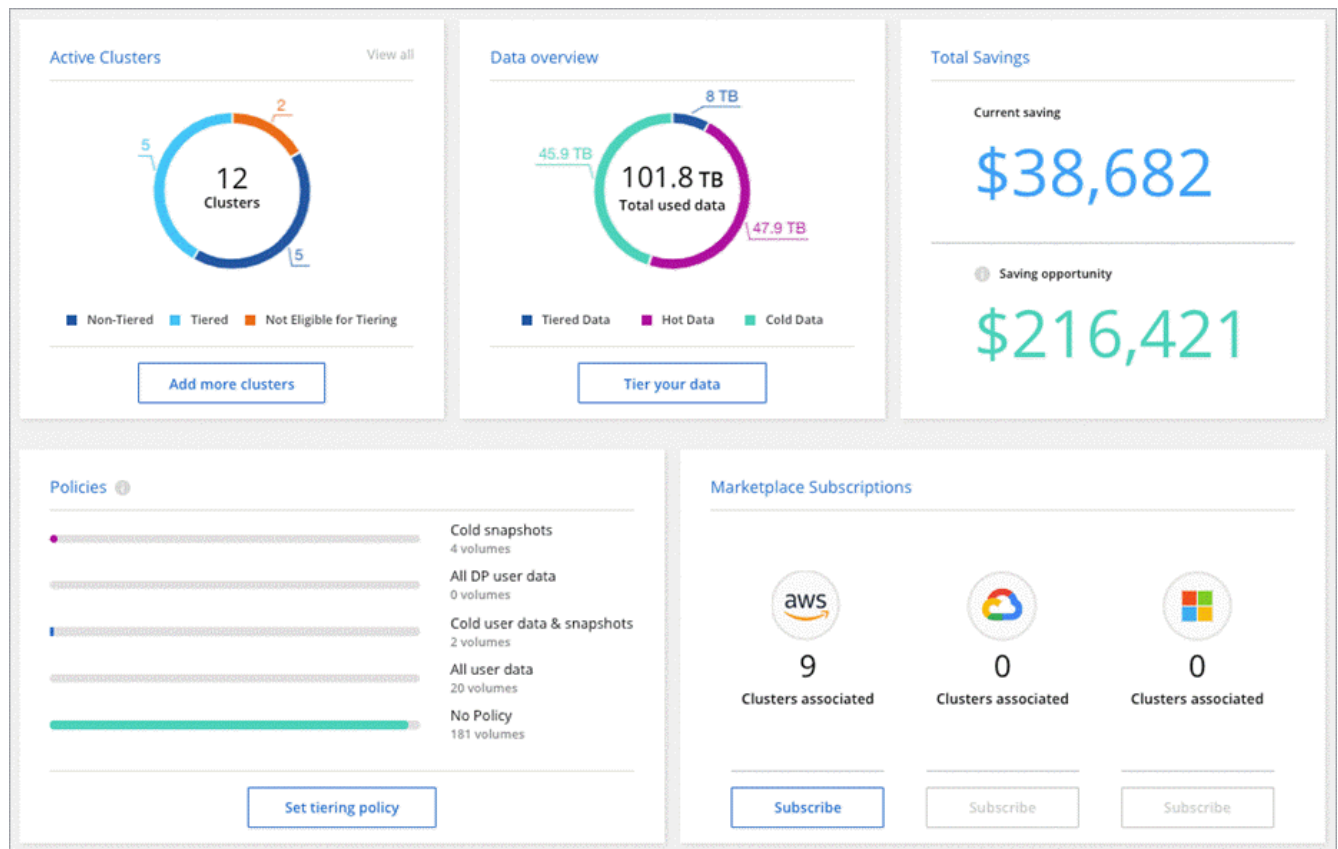 Active Clusters
View all
2
5
12
Clusters
5
Non-Tiered
Tiered
Not Eligible for Tiering
Add more clusters
Data overview
8 TB
45.9 TB
101.8 TB
Total used data
47.9 TB
Tiered Data
Hot Data
Cold Data
Tier your data
Total Savings
Current saving
$38,682
Saving opportunity
$216,421
Policies
Cold snapshots
4 volumes
All DP user data
0 volumes
Cold user data & snapshots
2 volumes
All user data
20 volumes
No Policy
181 volumes
Set tiering policy
Marketplace Subscriptions
aws
9
Clusters associated
Subscribe
0
Clusters associated
Subscribe
0
Clusters associated
Subscribe